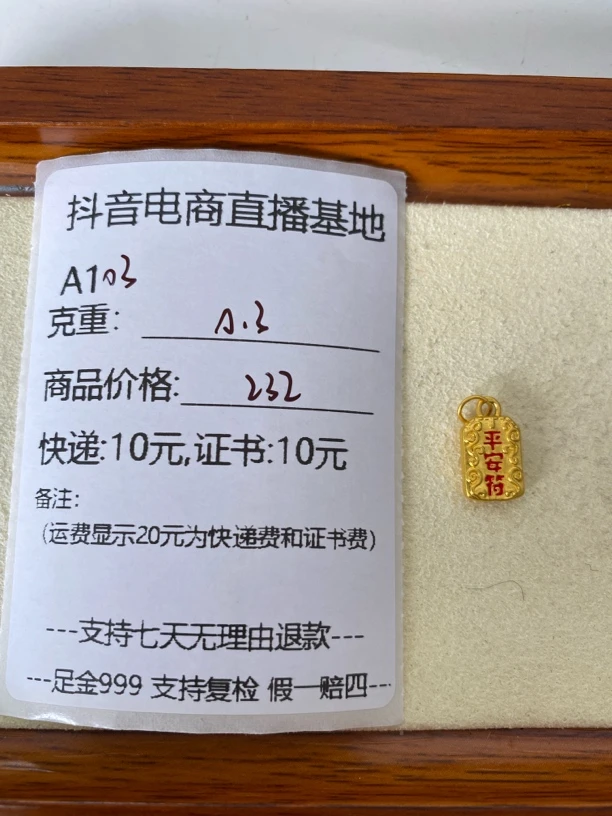 抖音电商直播基地
A103
克重: 0.3
商品价格: 232
快递:10元,证书:10元
备注:
(运费显示20元为快递费和证书费)
---支持七天无理由退款---
---足金999 支持复检 假一赔四---
平安符